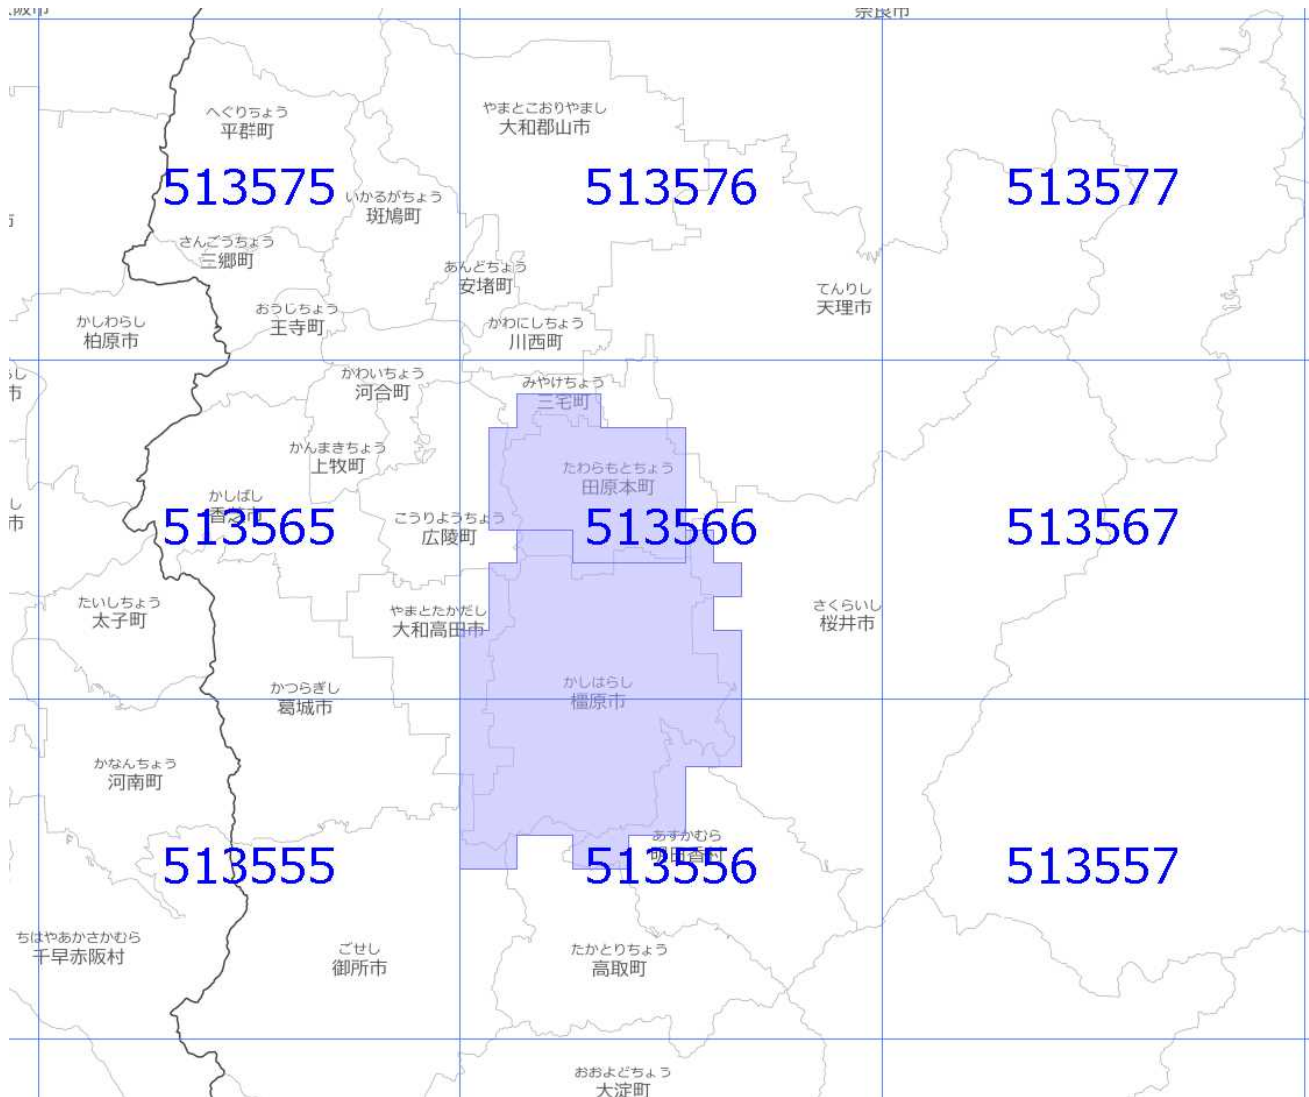 奈良市
へぐりちょう
平群町
やまとこおりやまし
大和郡山市
513575
513576
513577
いかるがちょう
斑鳩町
さんごうちょう
三郷町
あんどちょう
安堵町
てんりし
天理市
かしわらし
柏原市
おうじちょう
王寺町
かわにしちょう
川西町
かわいちょう
河合町
みやけちょう
三宅町
市
かんまきちょう
上牧町
たわらもとちょう
田原本町
かしばし
香芝市
こうりようちょう
広陵町
市
513565
513566
513567
たいしちょう
太子町
やまとたかだし
大和高田市
さくらいし
桜井市
かつらぎし
葛城市
かしはらし
橿原市
かなんちょう
河南町
あすかむら
明日香村
513555
513556
513557
ちはやあかさかむら
千早赤阪村
ごせし
御所市
たかとりちょう
高取町
おおよどちょう
大淀町